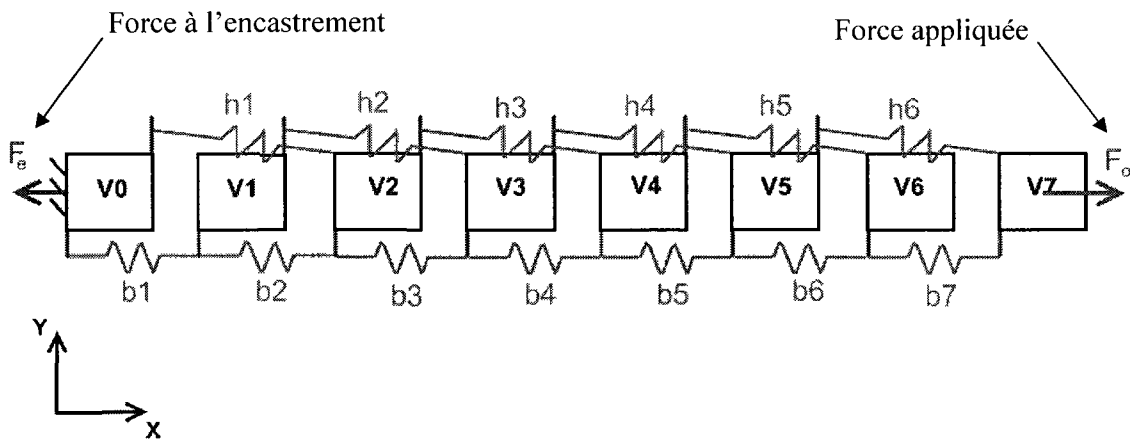 Force à l'encastrement
Force appliquée
h1 h2 h3 h4 h5 h6
Fe
V0 V1 V2 V3 V4 V5 V6 V7
Fo
b1 b2 b3 b4 b5 b6 b7
Y
X